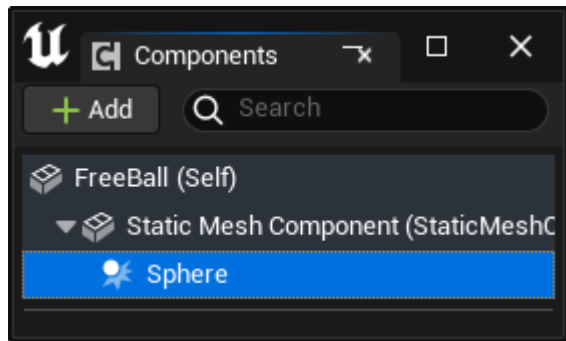 Components
Add
Search
FreeBall (Self)
Static Mesh Component (StaticMeshC
Sphere